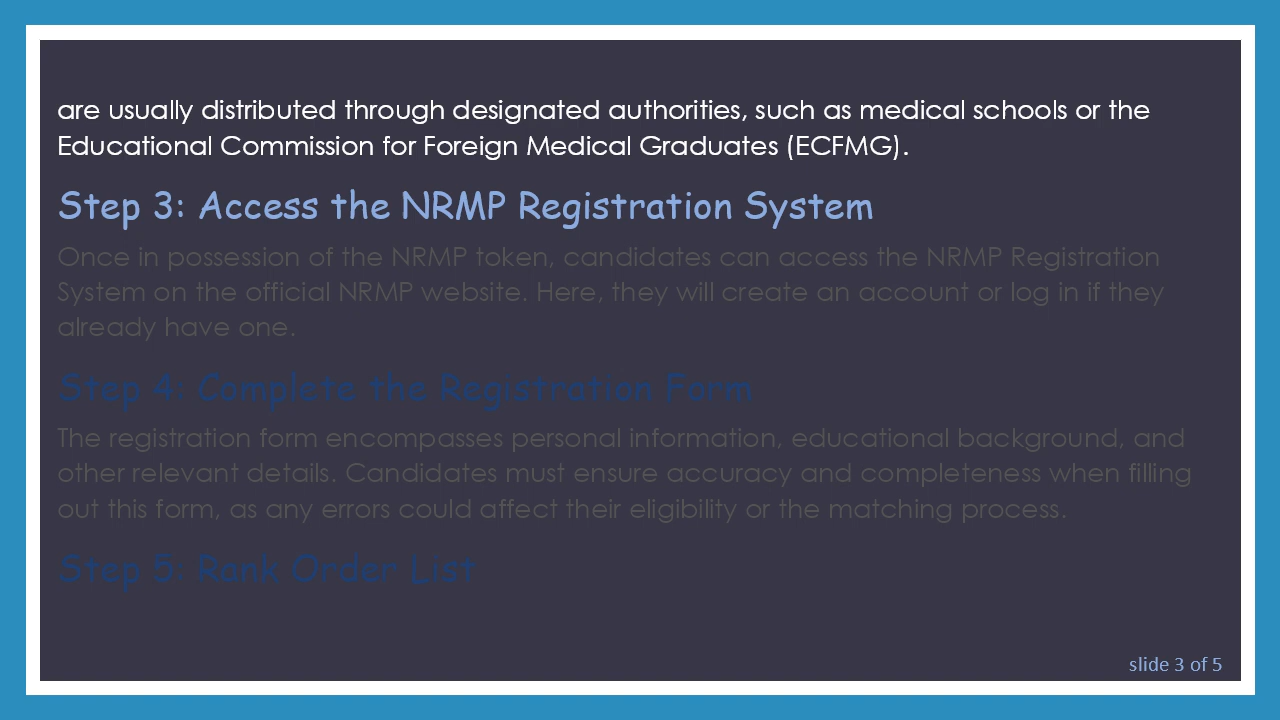 are usually distributed through designated authorities, such as medical schools or the
Educational Commission for Foreign Medical Graduates (ECFMG).
Step 3: Access the NRMP Registration System
Once in possession of the NRMP token, candidates can access the NRMP Registration
System on the official NRMP website. Here, they will create an account or log in if they
already have one.
Step 4: Complete the Registration Form
The registration form encompasses personal information, educational background, and
other relevant details. Candidates must ensure accuracy and completeness when filling
out this form, as any errors could affect their eligibility or the matching process.
Step 5: Rank Order List
slide 3 of 5